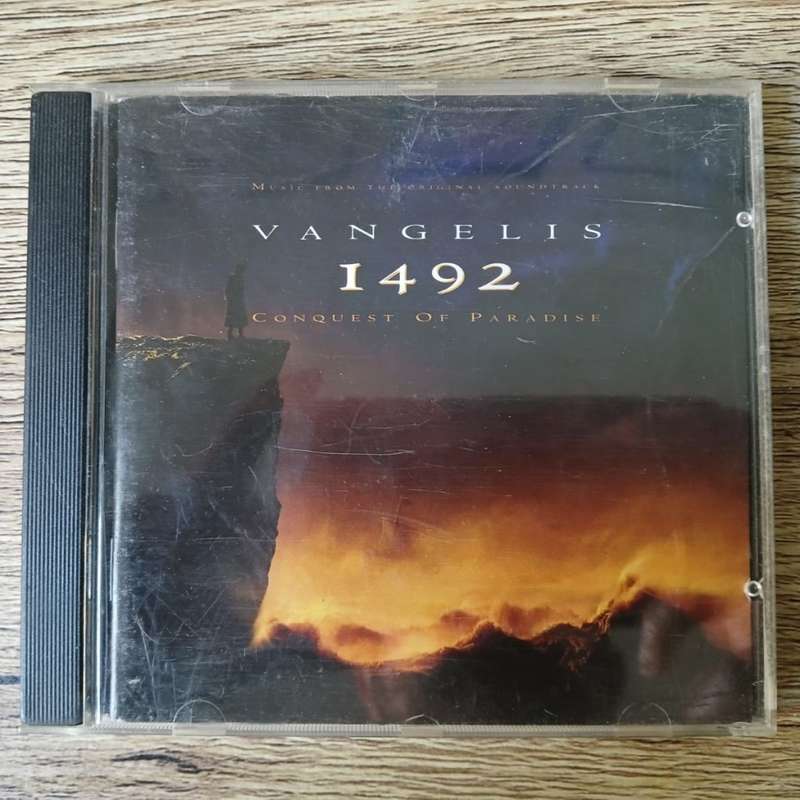 MUSIC FROM THE ORIGINAL SOUNDTRACK
VANGELIS
1492
CONQUEST OF PARADISE